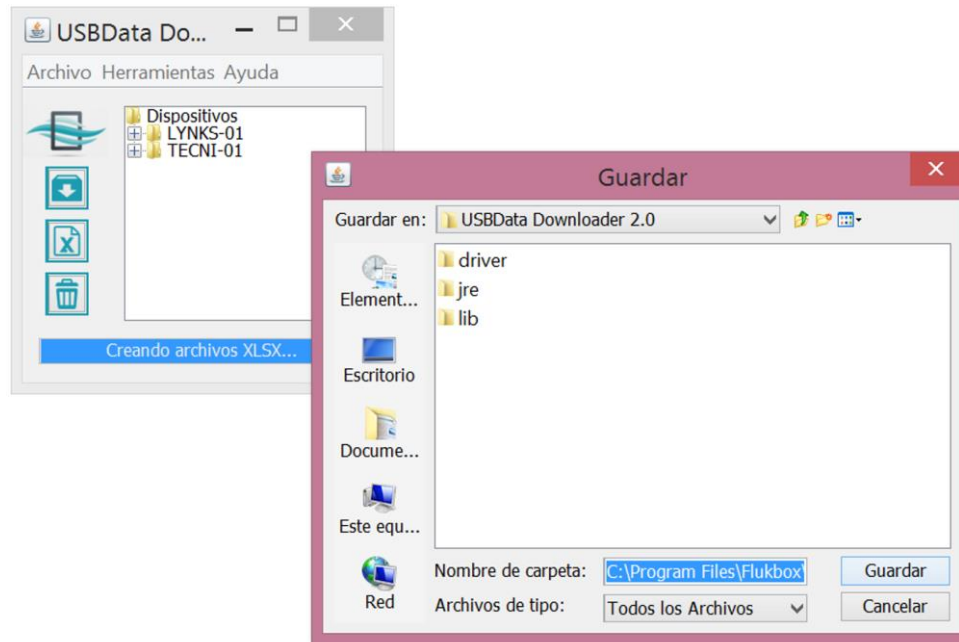 USBData Do...
Archivo Herramientas Ayuda
Dispositivos
LYNKS-01
TECNI-01
Creando archivos XLSX...
Guardar
Guardar en: USBData Downloader 2.0
Element...
Escritorio
Docume...
Este equ...
Red
driver
jre
lib
Nombre de carpeta: C:\Program Files\Flukbox\ Guardar
Archivos de tipo: Todos los Archivos Cancelar